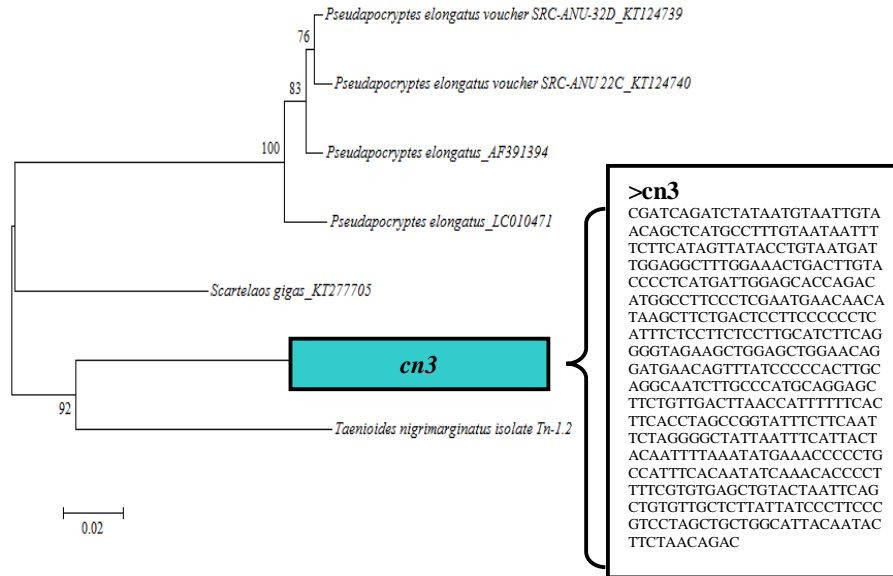 Pseudapocryptes elongatus voucher SRC-ANU-32D_KT124739
76
Pseudapocryptes elongatus voucher SRC-ANU 22C_KT124740
83
Pseudapocryptes elongatus_AF391394
100
Pseudapocryptes elongatus_LC010471
Scartelaos gigas_KT277705
cn3
92
Taenioides nigrimarginatus isolate Tn-1.2
0.02
>cn3
CGATCAGATCTATAATGTAATTGTA
ACAGCTCATGCCTTTGTAATAATTT
TCTTCATAGTTATACCTGTAATGAT
TGGAGGCTTTGGAAACTGACTTGTA
CCCCTCATGATTGGAGCACCAGAC
ATGGCCTTCCCTCGAATGAACAACA
TAAGCTTCTGACTCCTTCCCCCCTC
ATTTCTCCTTCTCCTTGCATCTTCAG
GGGTAGAAGCTGGAGCTGGAACAG
GATGAACAGTTTATCCCCCACTTGC
AGGCAATCTTGCCCATGCAGGAGC
TTCTGTTGACTTAACCATTTTTTCAC
TTCACCTAGCCGGTATTTCTTCAAT
TCTAGGGGCTATTAATTTCATTACT
ACAATTTTAAATATGAAACCCCCTG
CCATTTCACAATATCAAACACCCCT
TTTCGTGTGAGCTGTACTAATTCAG
CTGTGTTGCTCTTATTATCCCTTCCC
GTCCTAGCTGCTGGCATTACAATAC
TTCTAACAGAC